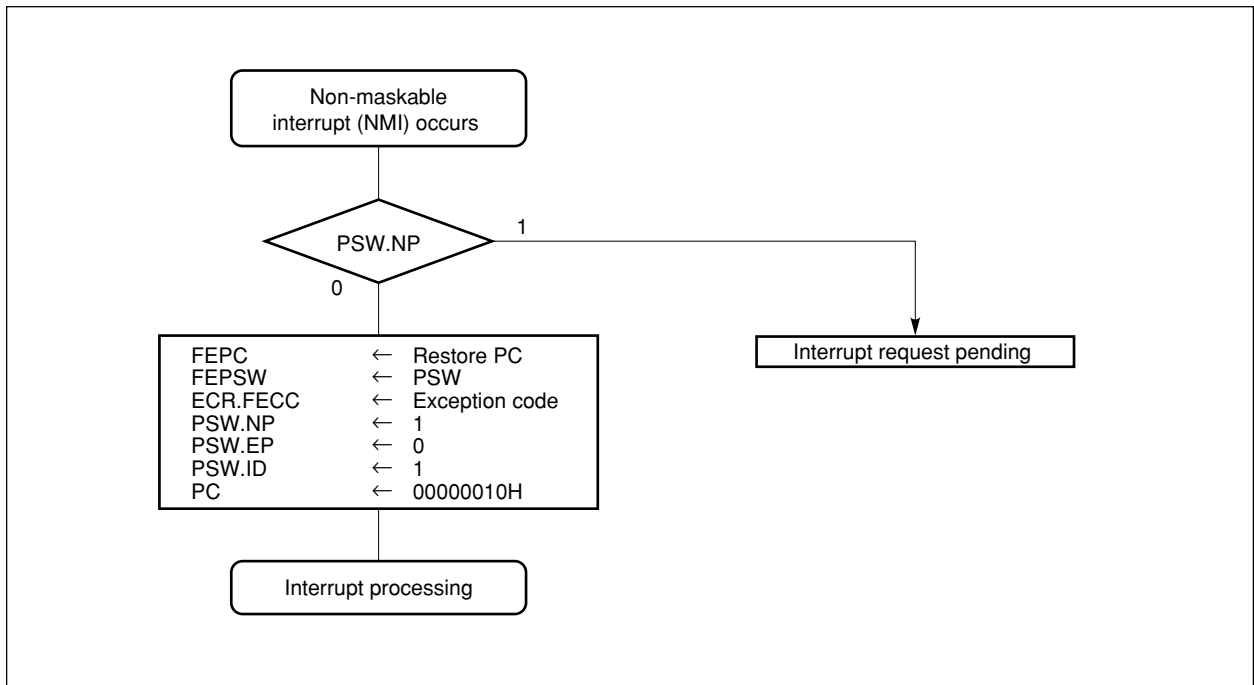 Non-maskable
interrupt (NMI) occurs
PSW.NP
1
0
FEPC ← Restore PC
FEPSW ← PSW
ECR.FECC ← Exception code
PSW.NP ← 1
PSW.EP ← 0
PSW.ID ← 1
PC ← 00000010H
Interrupt request pending
Interrupt processing